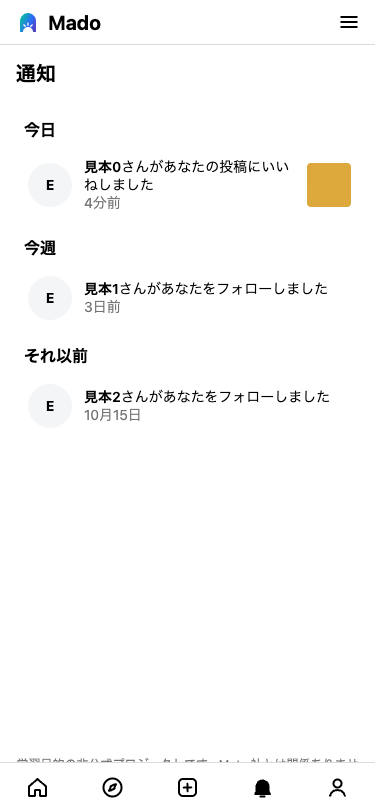 Mado
通知
今日
E
見本0さんがあなたの投稿にいい
ねしました
4分前
今週
E
見本1さんがあなたをフォローしました
3日前
それ以前
E
見本2さんがあなたをフォローしました
10月15日